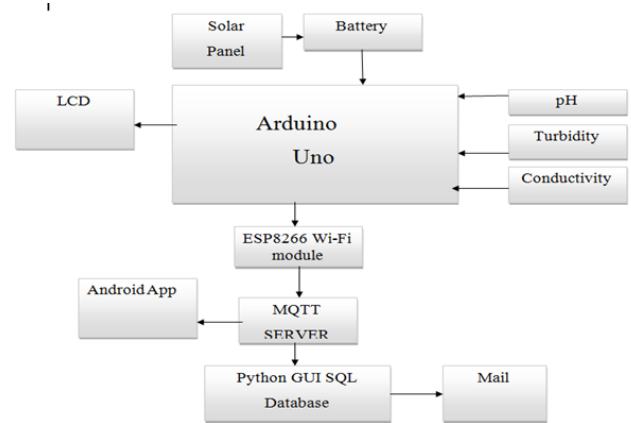 Solar
Panel
Battery
LCD
Arduino
Uno
pH
Turbidity
Conductivity
ESP8266 Wi-Fi
module
Android App
MQTT
SERVER
Python GUI SQL
Database
Mail